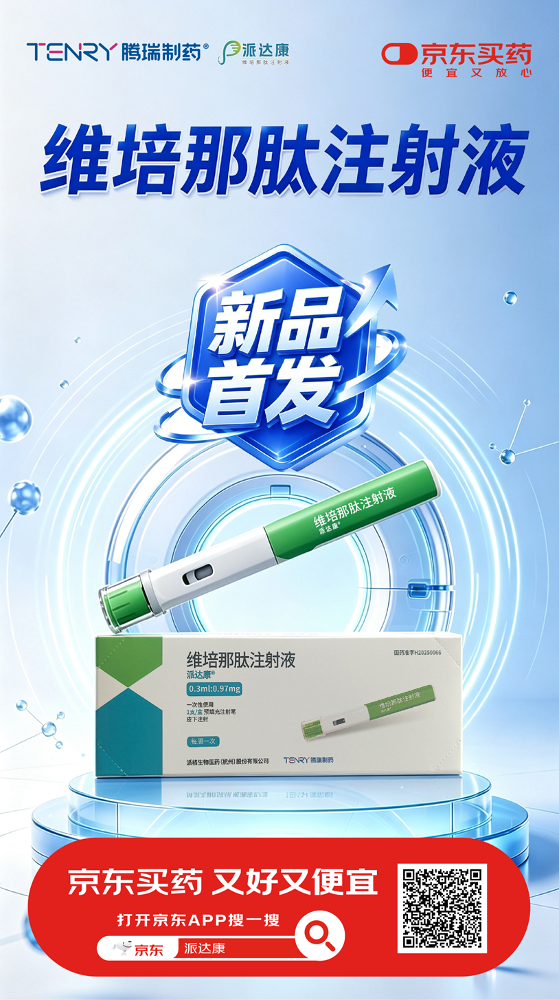 TENRY 腾瑞制药®
派达康
维培那肽注射液
京东买药
便宜又放心
维培那肽注射液
新品
首发
维培那肽注射液
派达康®
维培那肽注射液
国药准字H20250066
派达康®
0.3ml:0.97mg
一次性使用
1支/盒 预填充注射笔
皮下注射
维培那肽注射液
每周一次
派格生物医药(杭州)股份有限公司
TENRY 腾瑞制药
京东买药 又好又便宜
打开京东APP搜一搜
京东
派达康